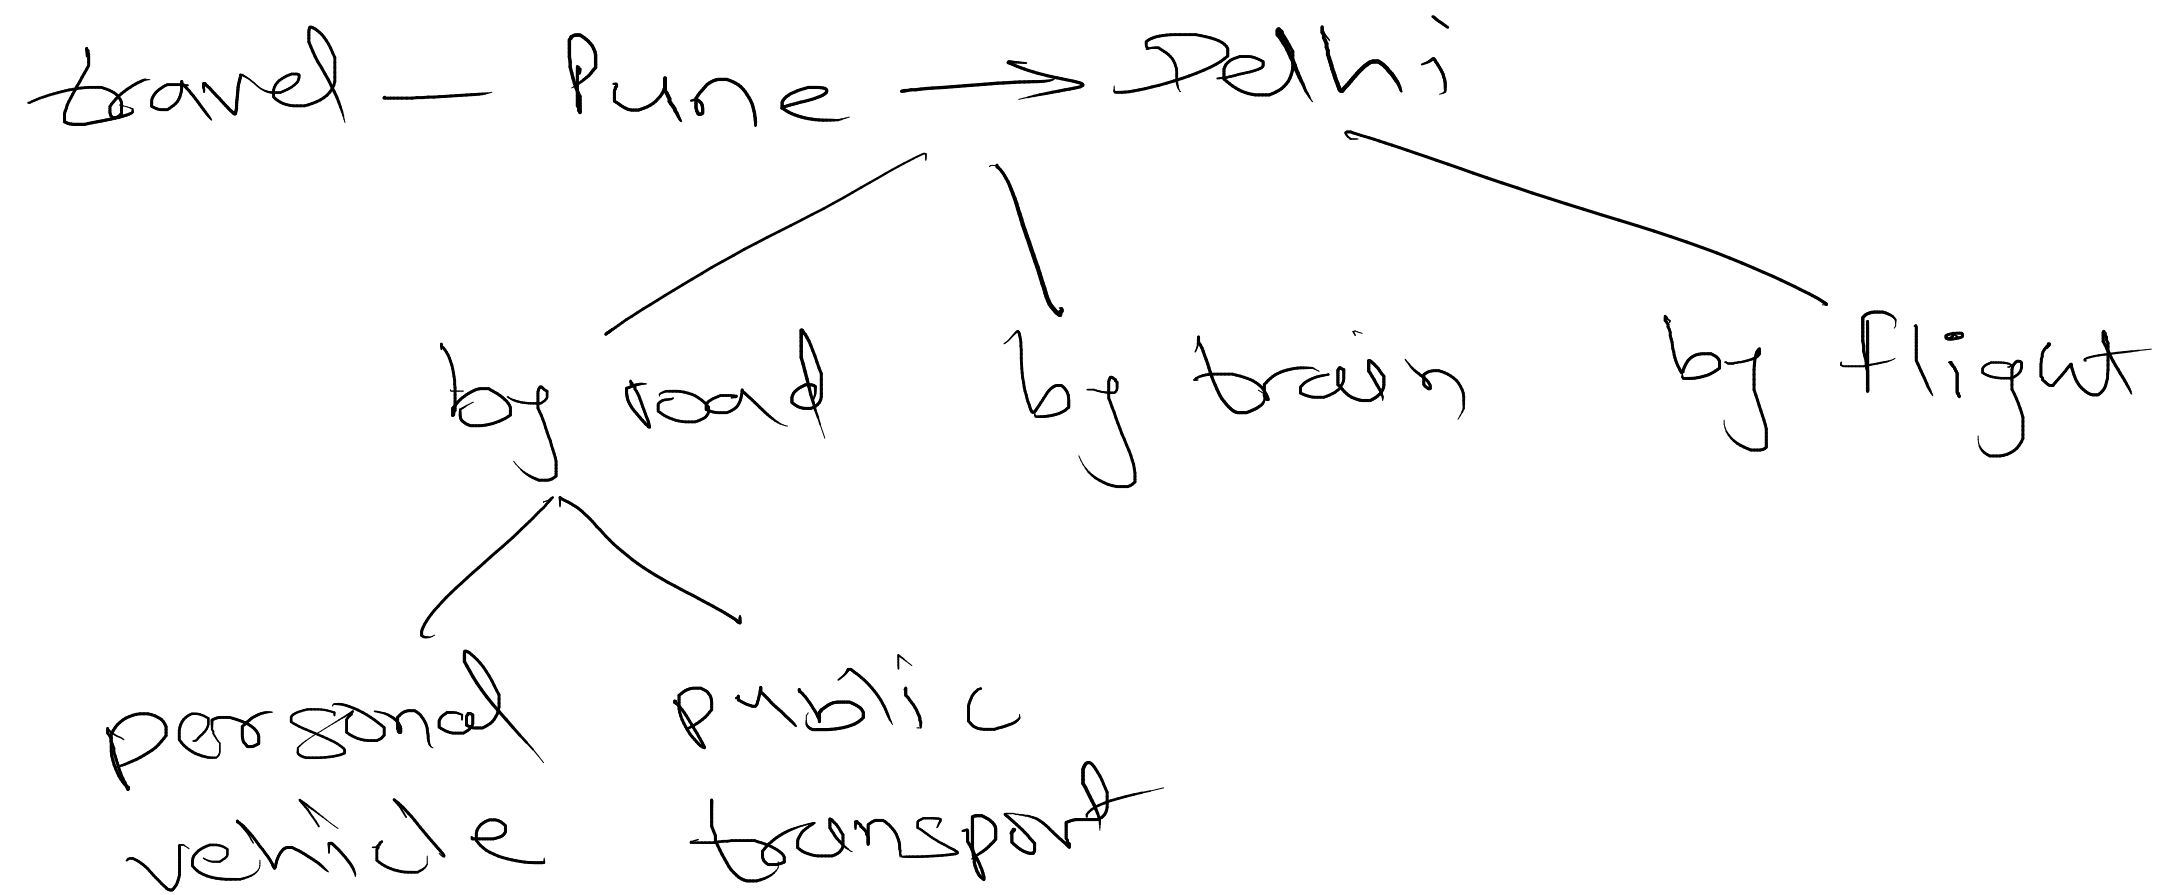 travel — Pune → Delhi
by road by train by flight
personal public
vehicle transport